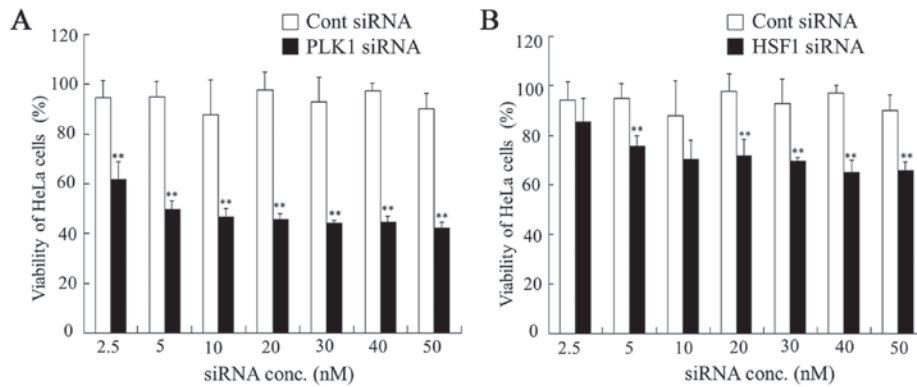 A
Cont siRNA
PLK1 siRNA
Viability of HeLa cells (%)
120
100
80
60
40
20
0
**
**
**
**
**
**
**
2.5 5 10 20 30 40 50
siRNA conc. (nM)
B
Cont siRNA
HSF1 siRNA
Viability of HeLa cells (%)
120
100
80
60
40
20
0
**
**
**
**
**
2.5 5 10 20 30 40 50
siRNA conc. (nM)